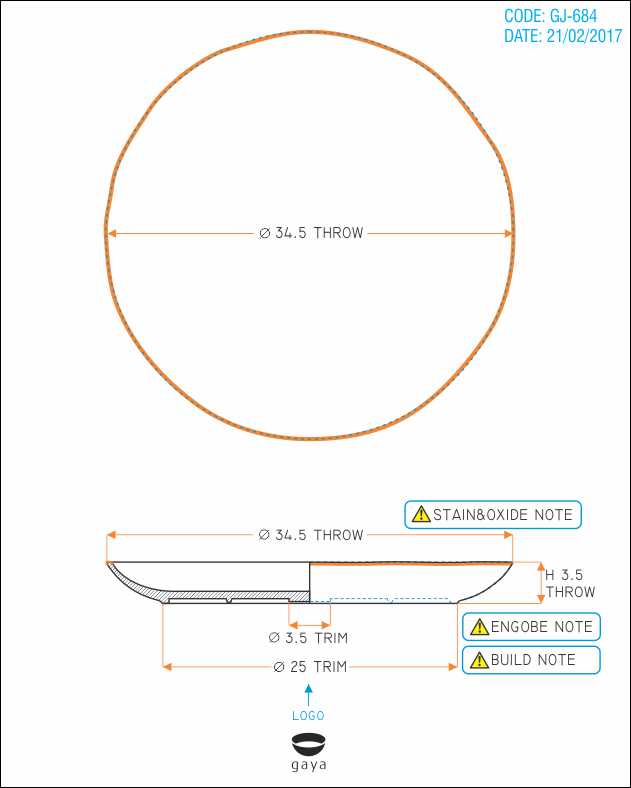 CODE: GJ-684
DATE: 21/02/2017
Ø 34.5 THROW
STAIN&OXIDE NOTE
Ø 34.5 THROW
H 3.5
THROW
ENGOBE NOTE
Ø 3.5 TRIM
BUILD NOTE
Ø 25 TRIM
LOGO
gaya